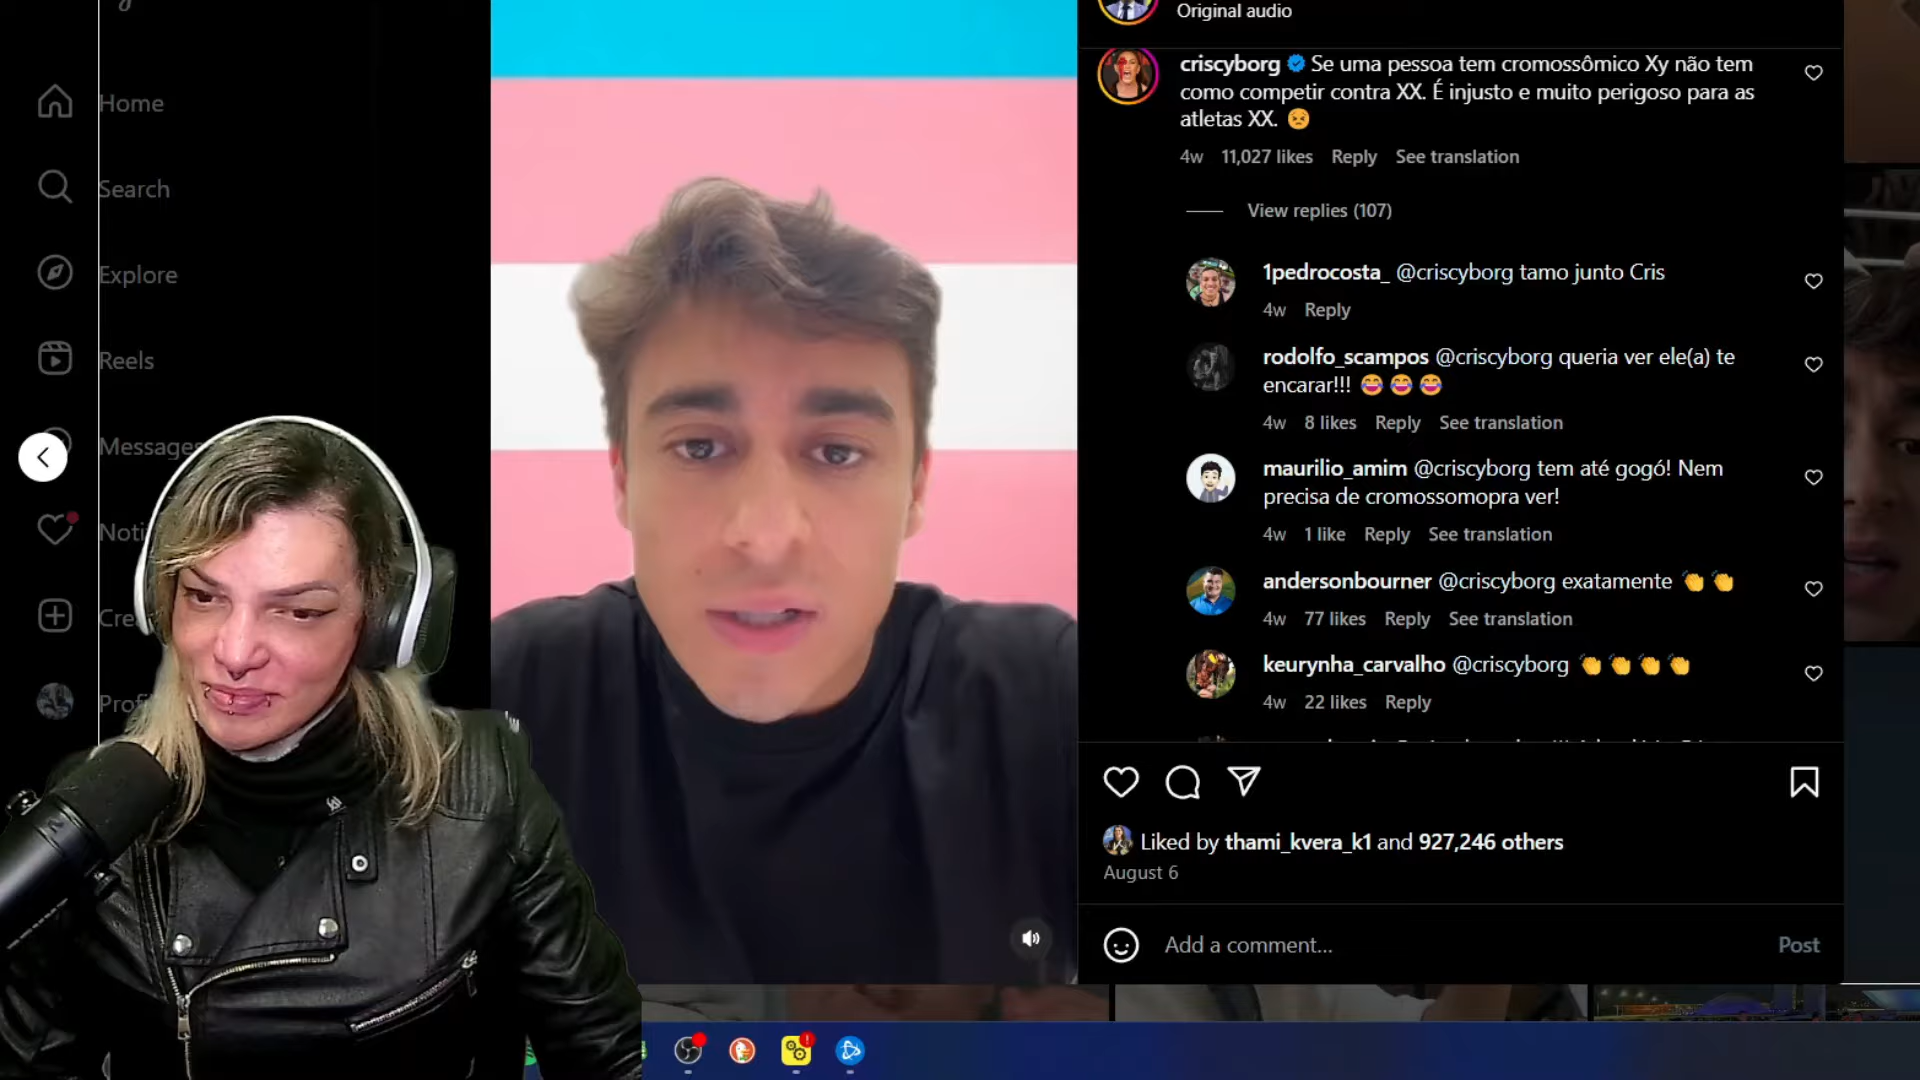 Original audio
Home
Search
Explore
Reels
Messages
Noti
Cre
Profi
criscyborg Se uma pessoa tem cromossômico Xy não tem
como competir contra XX. É injusto e muito perigoso para as
atletas XX. 😣
4w 11,027 likes Reply See translation
View replies (107)
1pedrocosta_ @criscyborg tamo junto Cris
4w Reply
rodolfo_scampos @criscyborg queria ver ele(a) te
encarar!!! 😂 😂 😂
4w 8 likes Reply See translation
maurilio_amim @criscyborg tem até gogó! Nem
precisa de cromossomopra ver!
4w 1 like Reply See translation
andersonbourner @criscyborg exatamente 👏 👏
4w 77 likes Reply See translation
keurynha_carvalho @criscyborg 👏 👏 👏 👏
4w 22 likes Reply
Liked by thami_kvera_k1 and 927,246 others
August 6
Add a comment...
Post